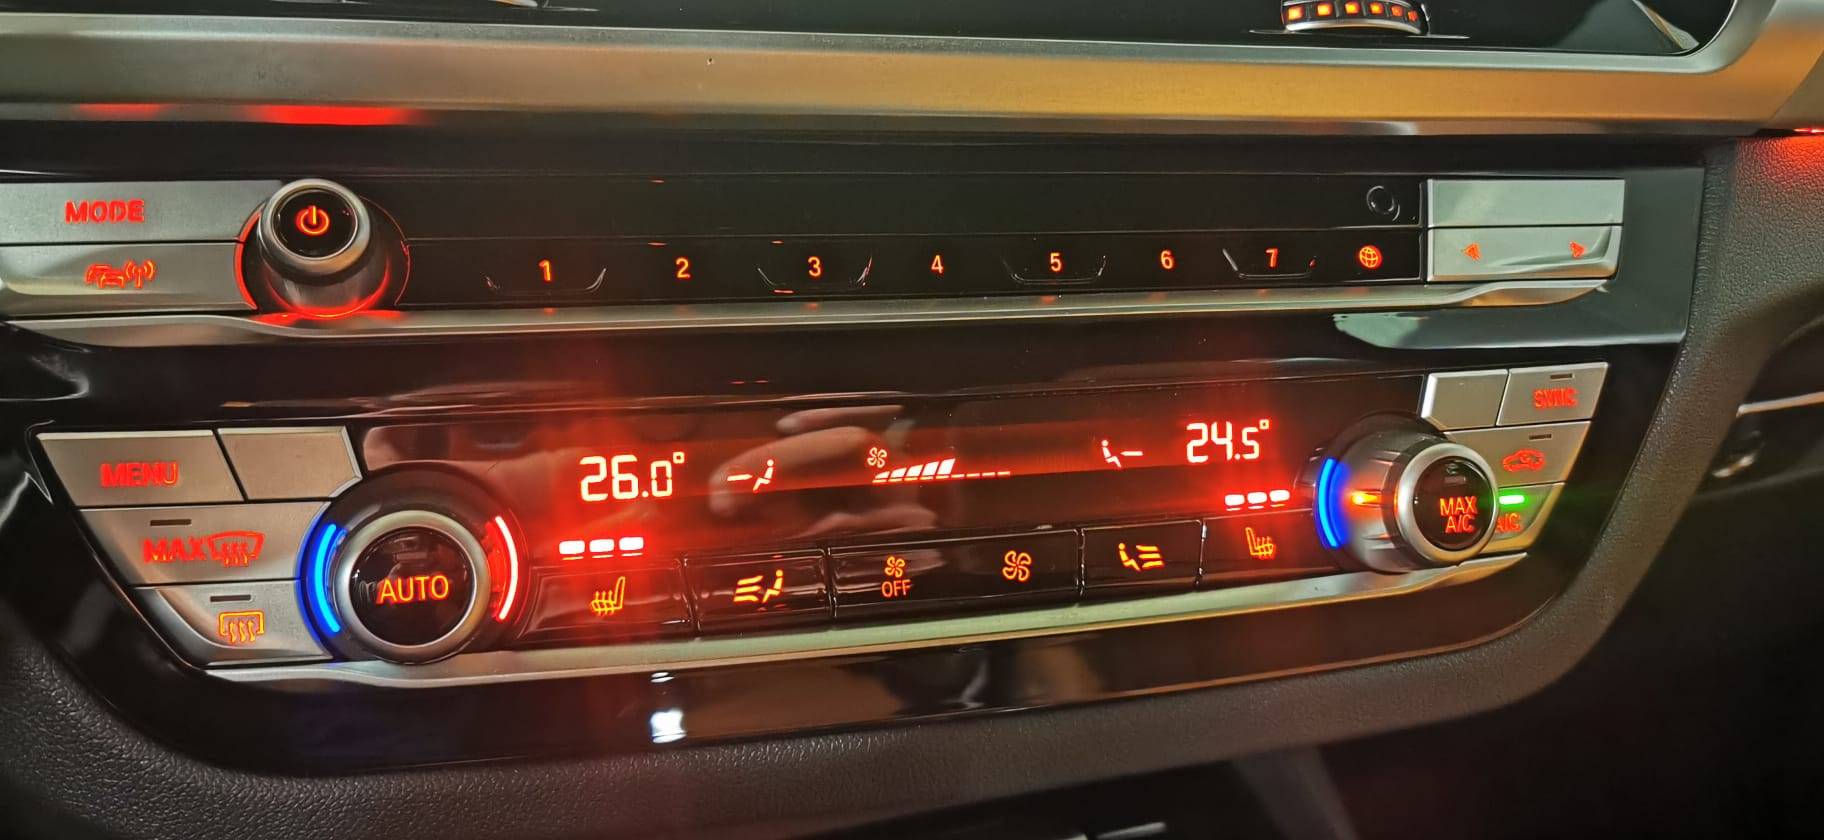 MODE
1 2 3 4 5 6 7
SYNC
26.0° 24.5°
MENU
MAX
A/C
A/C
MAX
AUTO
OFF